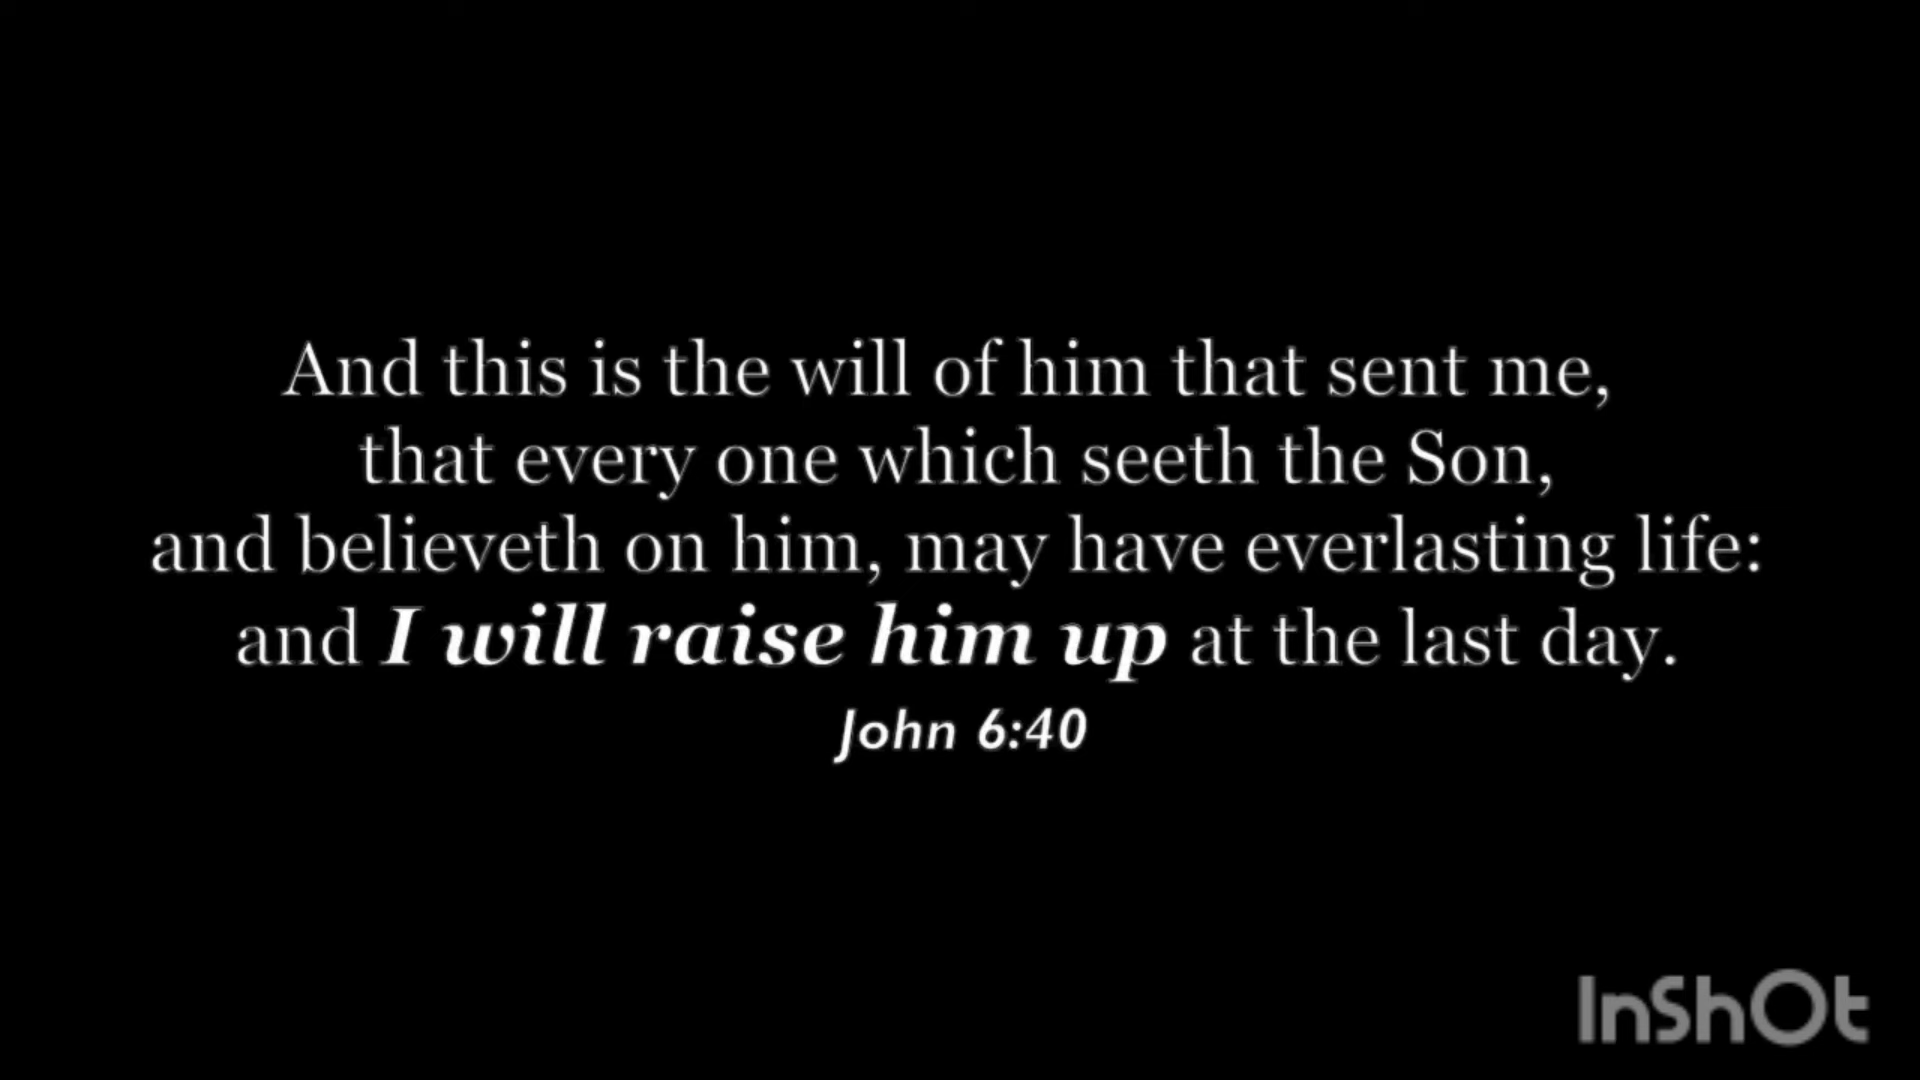 And this is the will of him that sent me,
that every one which seeth the Son,
and believeth on him, may have everlasting life:
and I will raise him up at the last day.
John 6:40
InShOt